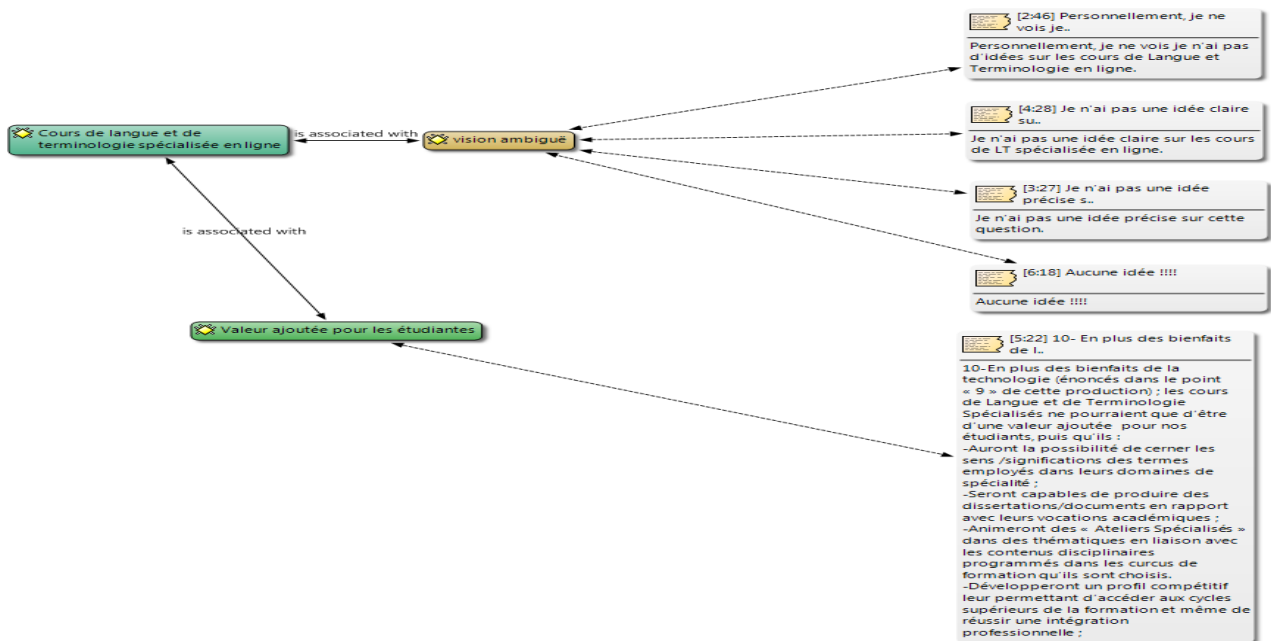 [2:46] Personnellement, je ne
vois je..
Personnellement, je ne vois je n'ai pas
d'idées sur les cours de Langue et
Terminologie en ligne.
Cours de langue et de
terminologie spécialisée en ligne
is associated with
vision ambiguë
[4:28] Je n'ai pas une idée claire
su..
Je n'ai pas une idée claire sur les cours
de LT spécialisée en ligne.
[3:27] Je n'ai pas une idée
précise s..
Je n'ai pas une idée précise sur cette
question.
is associated with
[6:18] Aucune idée !!!!
Aucune idée !!!!
Valeur ajoutée pour les étudiantes
[5:22] 10- En plus des bienfaits
de l..
10-En plus des bienfaits de la
technologie (énoncés dans le point
« 9 » de cette production) ; les cours
de Langue et de Terminologie
Spécialisés ne pourraient que d'être
d'une valeur ajoutée pour nos
étudiants, puis qu'ils :
-Auront la possibilité de cerner les
sens /significations des termes
employés dans leurs domaines de
spécialité ;
-Seront capables de produire des
dissertations/documents en rapport
avec leurs vocations académiques ;
-Animeront des « Ateliers Spécialisés »
dans des thématiques en liaison avec
les contenus disciplinaires
programmés dans les curcus de
formation qu'ils sont choisis.
-Développeront un profil compétitif
leur permettant d'accéder aux cycles
supérieurs de la formation et même de
réussir une intégration
professionnelle ;